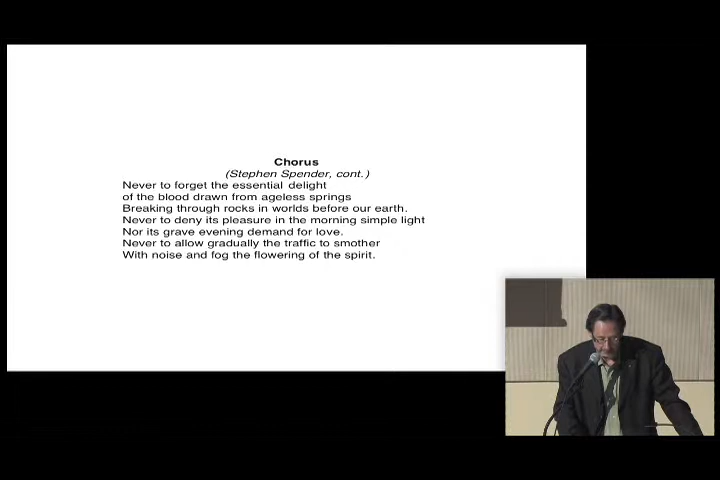 Chorus
(Stephen Spender, cont.)
Never to forget the essential delight
of the blood drawn from ageless springs
Breaking through rocks in worlds before our earth.
Never to deny its pleasure in the morning simple light
Nor its grave evening demand for love.
Never to allow gradually the traffic to smother
With noise and fog the flowering of the spirit.